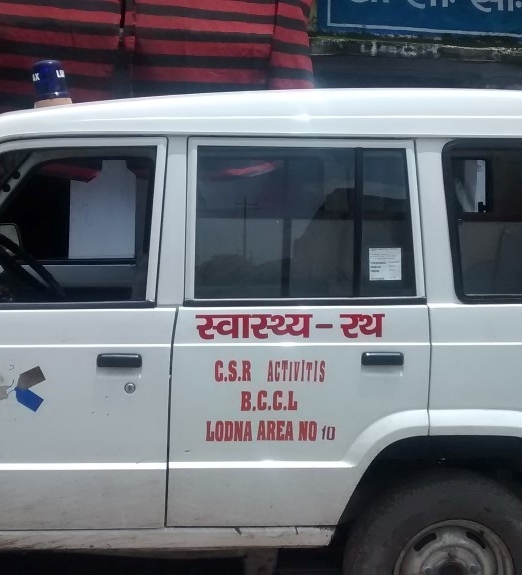 स्वास्थ्य - रथ
C.S.R ACTIVITIS
B.C.C.L
LODNA AREA NO 10